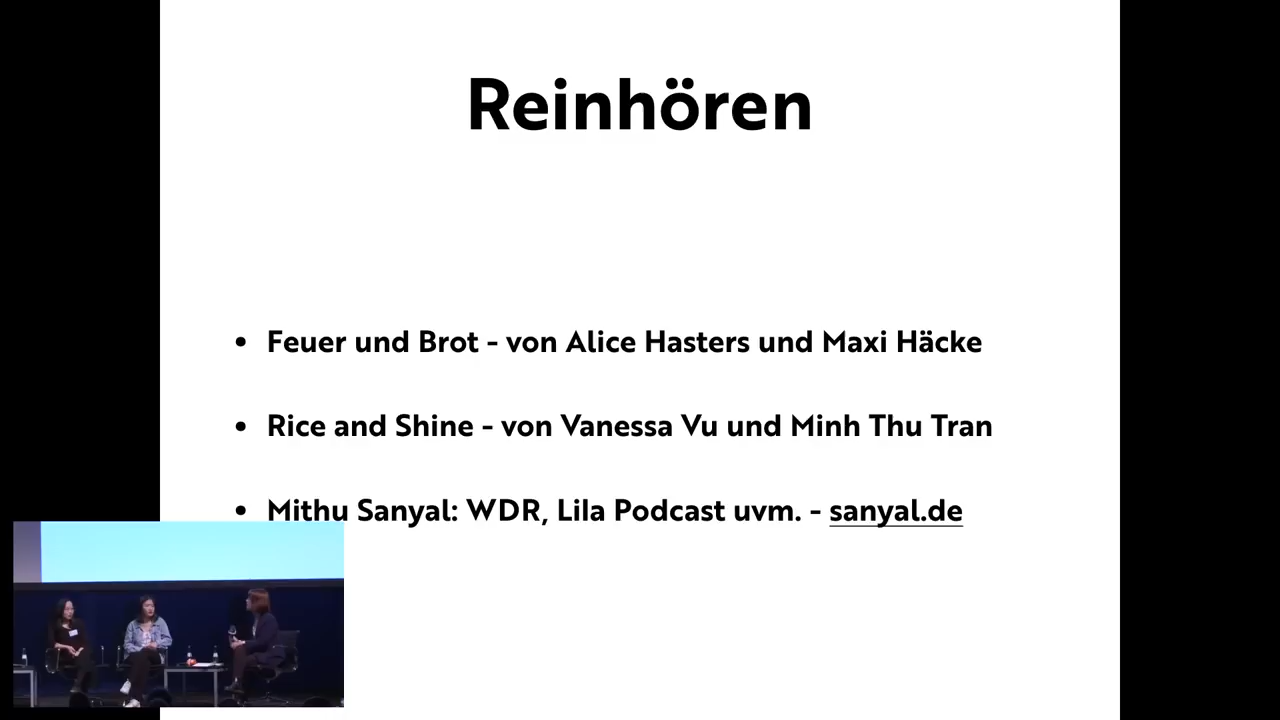 Reinhören
• Feuer und Brot - von Alice Hasters und Maxi Häcke
• Rice and Shine - von Vanessa Vu und Minh Thu Tran
• Mithu Sanyal: WDR, Lila Podcast uvm. - sanyal.de